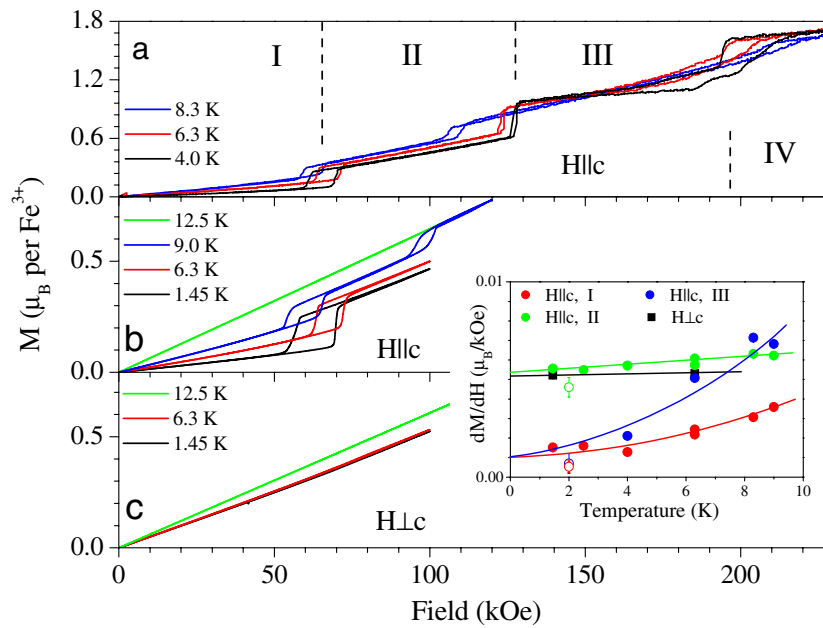 1.8
1.2
0.6
0.0
a
I
II
III
IV
8.3 K
6.3 K
4.0 K
H||c
M (μB per Fe3+)
0.5
0.0
12.5 K
9.0 K
6.3 K
1.45 K
b
H||c
0.5
0.0
12.5 K
6.3 K
1.45 K
c
H⊥c
0.01
0.00
dM/dH (μB/kOe)
H||c, I
H||c, III
H||c, II
H⊥c
0 2 4 6 8 10
Temperature (K)
0 50 100 150 200
Field (kOe)